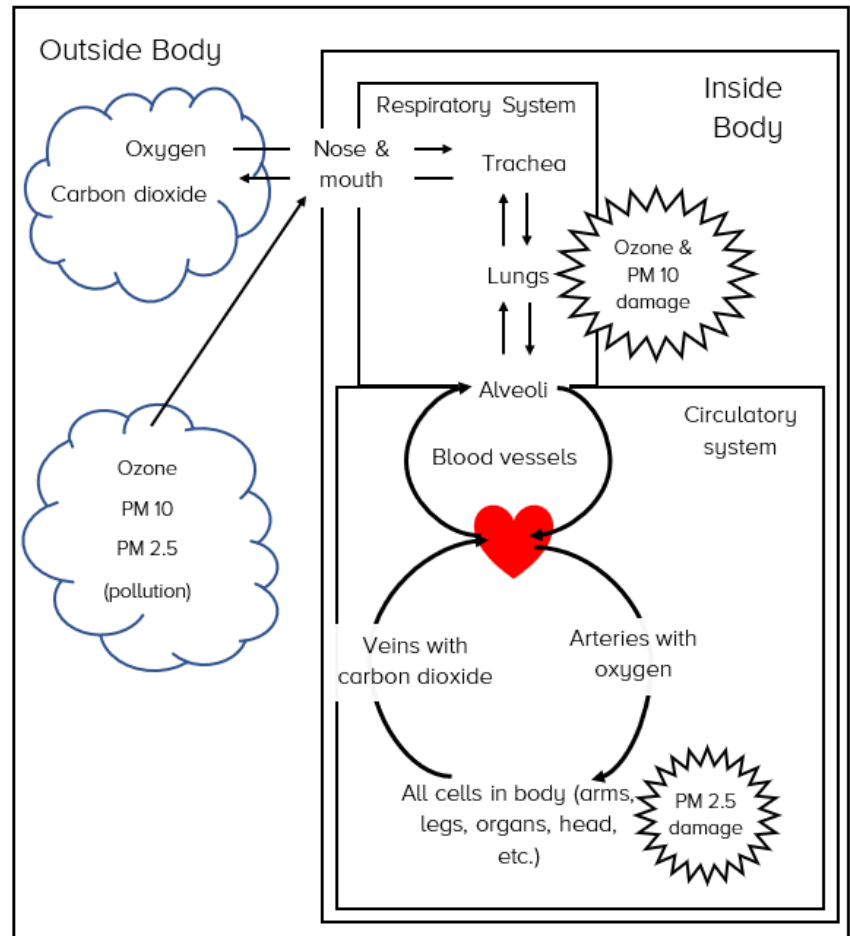 Outside Body
Oxygen
Carbon dioxide
Ozone
PM 10
PM 2.5
(pollution)
Inside
Body
Respiratory System
Nose &
mouth
Trachea
Lungs
Ozone &
PM 10
damage
Alveoli
Circulatory
system
Blood vessels
Veins with
carbon dioxide
Arteries with
oxygen
All cells in body (arms,
legs, organs, head,
etc.)
PM 2.5
damage